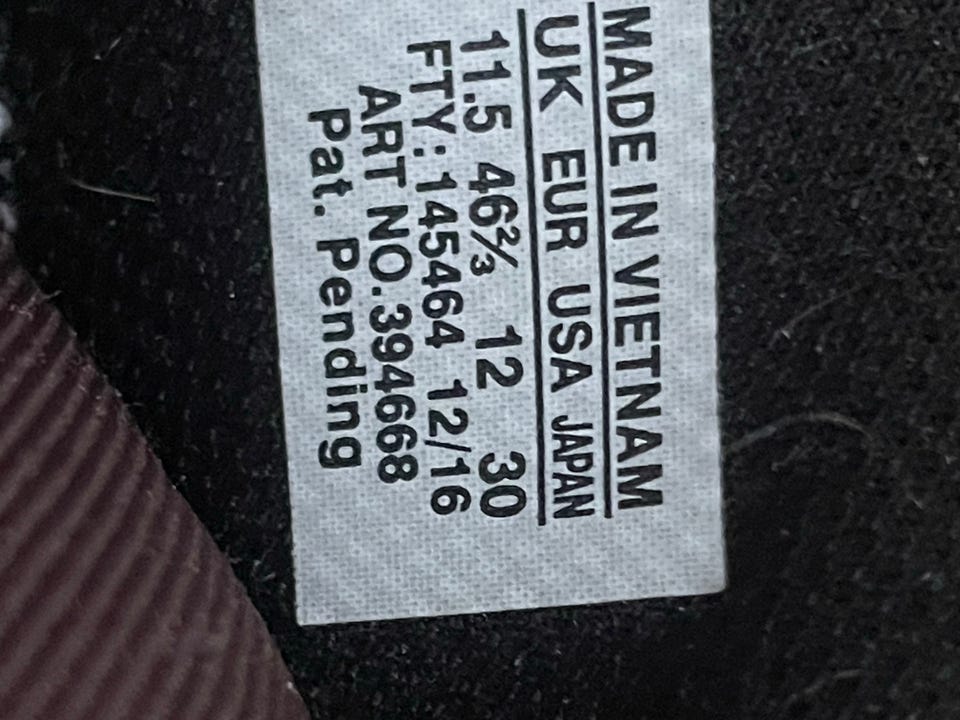 MADE IN VIETNAM
UK EUR USA JAPAN
11.5 46⅔ 12 30
FTY:14564 12/16
ART NO.394668
Pat. Pending